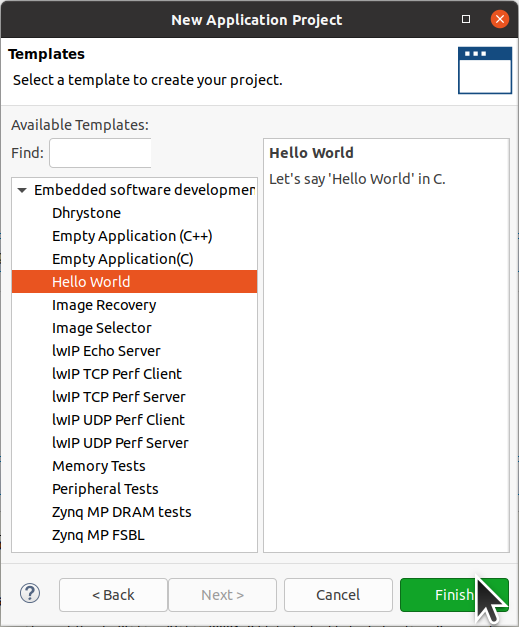 New Application Project
Templates
Select a template to create your project.
Available Templates:
Find:
Embedded software developmen
Dhrystone
Empty Application (C++)
Empty Application(C)
Hello World
Image Recovery
Image Selector
lwIP Echo Server
lwIP TCP Perf Client
lwIP TCP Perf Server
lwIP UDP Perf Client
lwIP UDP Perf Server
Memory Tests
Peripheral Tests
Zynq MP DRAM tests
Zynq MP FSBL
Hello World
Let's say 'Hello World' in C.
?
< Back
Next >
Cancel
Finish